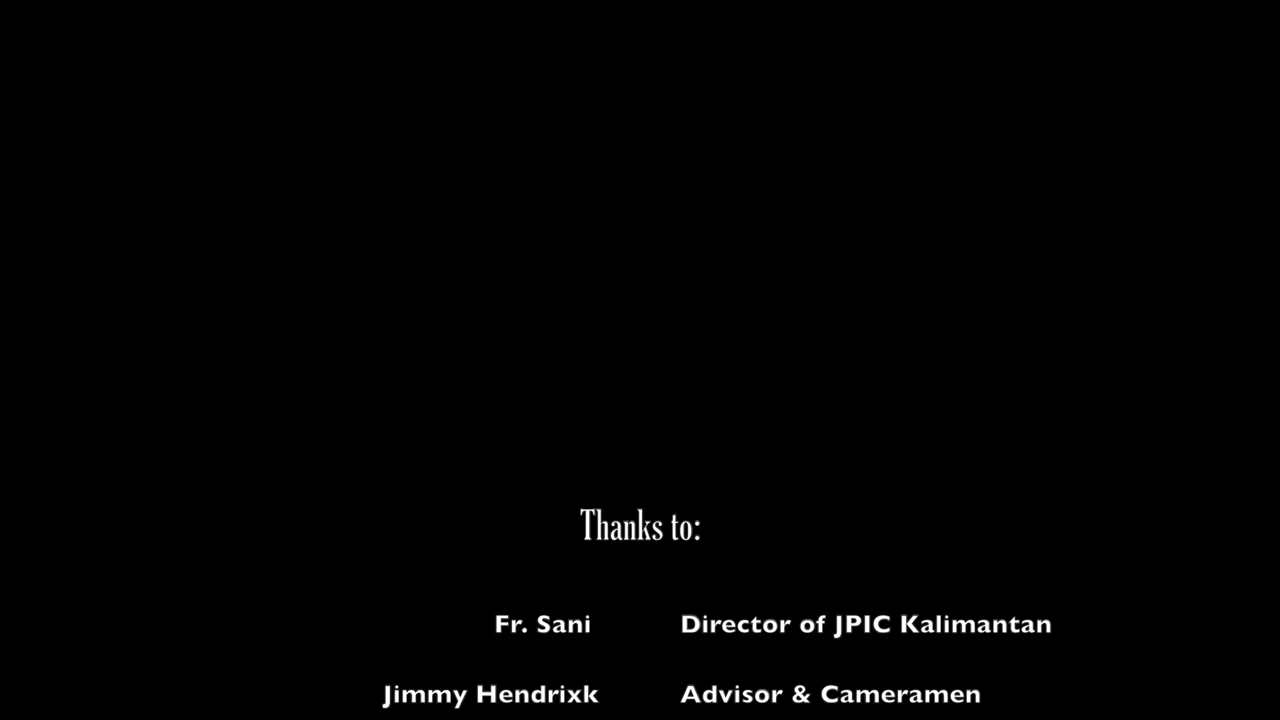 Thanks to:
Fr. Sani Director of JPIC Kalimantan
Jimmy Hendrixk Advisor & Cameramen